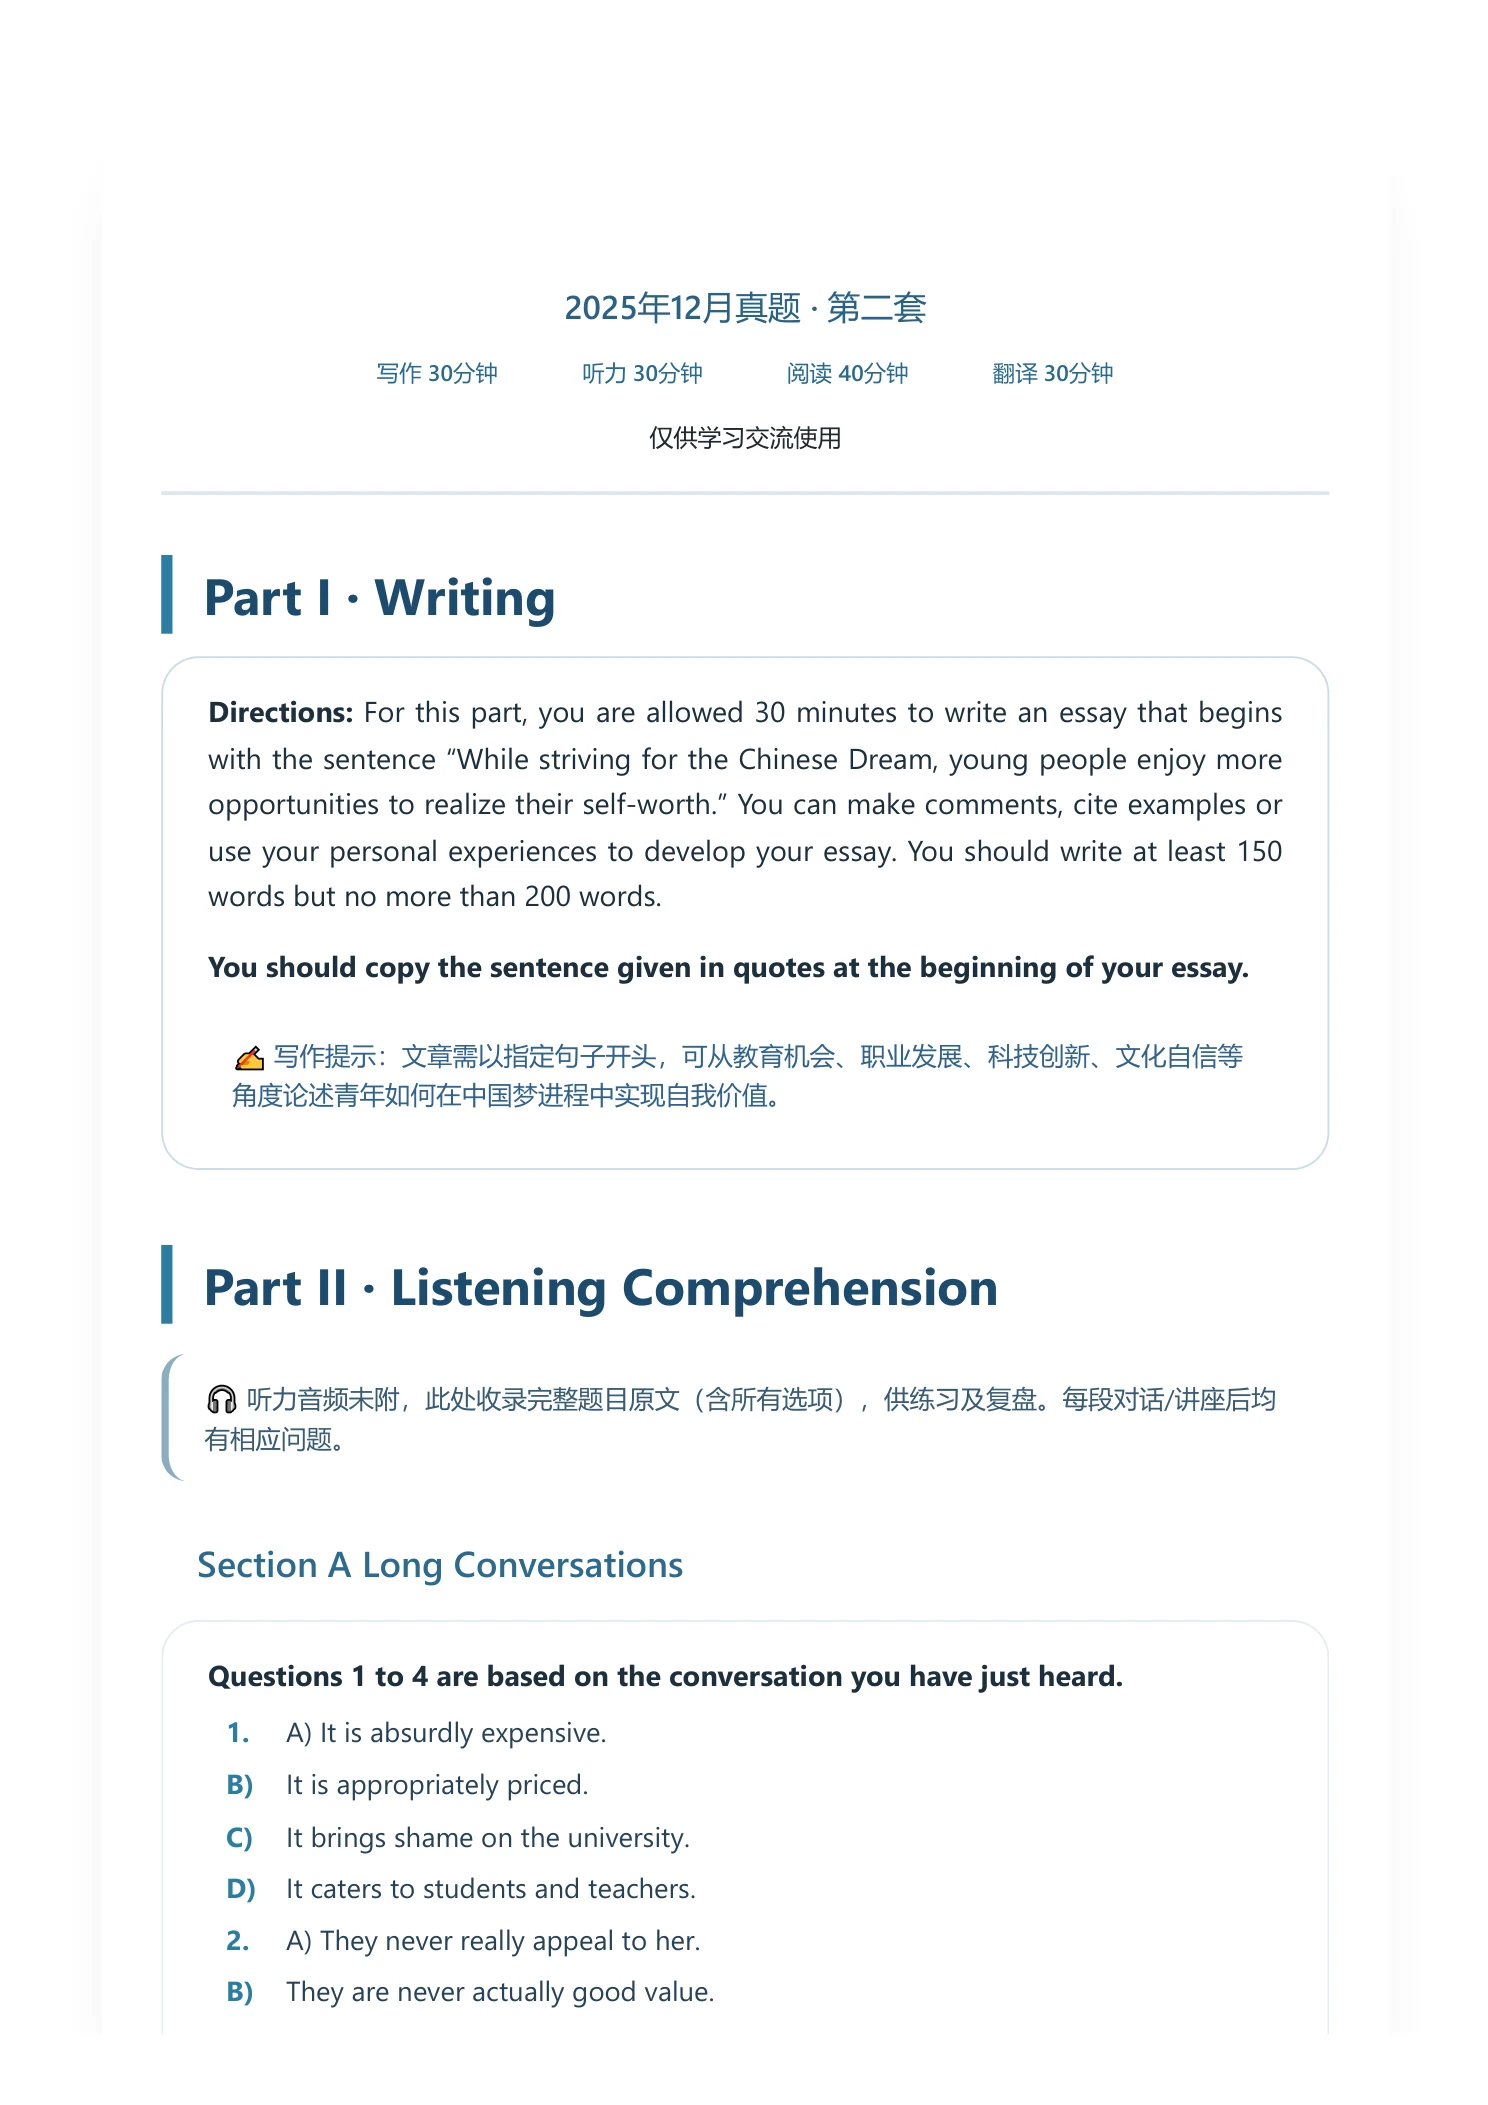 2025年12月真题 · 第二套
写作 30分钟 听力 30分钟 阅读 40分钟 翻译 30分钟
仅供学习交流使用
Part I · Writing
Directions: For this part, you are allowed 30 minutes to write an essay that begins
with the sentence “While striving for the Chinese Dream, young people enjoy more
opportunities to realize their self-worth.” You can make comments, cite examples or
use your personal experiences to develop your essay. You should write at least 150
words but no more than 200 words.
You should copy the sentence given in quotes at the beginning of your essay.
✍️ 写作提示：文章需以指定句子开头，可从教育机会、职业发展、科技创新、文化自信等
角度论述青年如何在中国梦进程中实现自我价值。
Part II · Listening Comprehension
🎧 听力音频未附，此处收录完整题目原文（含所有选项），供练习及复盘。每段对话/讲座后均
有相应问题。
Section A Long Conversations
Questions 1 to 4 are based on the conversation you have just heard.
1. A) It is absurdly expensive.
B) It is appropriately priced.
C) It brings shame on the university.
D) It caters to students and teachers.
2. A) They never really appeal to her.
B) They are never actually good value.